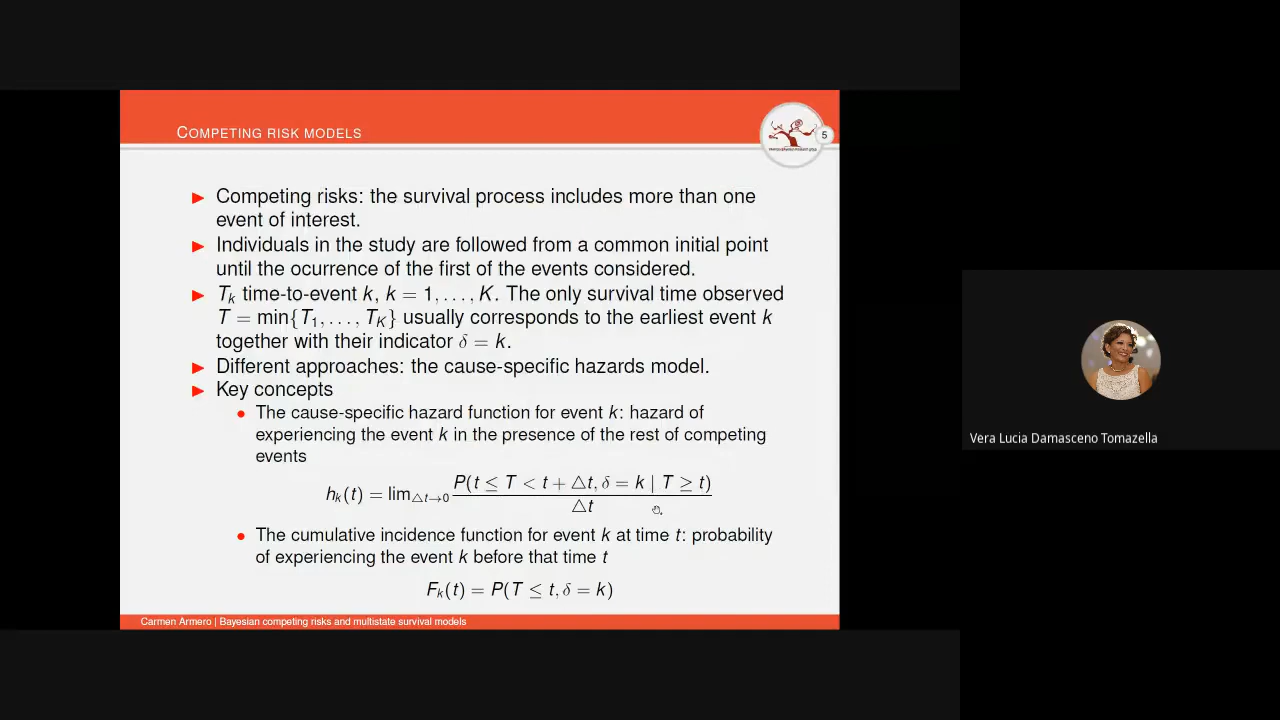 COMPETING RISK MODELS
5
► Competing risks: the survival process includes more than one
event of interest.
► Individuals in the study are followed from a common initial point
until the ocurrence of the first of the events considered.
► Tₖ time-to-event k, k = 1, . . . , K. The only survival time observed
T = min{T₁, . . . , T_K} usually corresponds to the earliest event k
together with their indicator δ = k.
► Different approaches: the cause-specific hazards model.
► Key concepts
• The cause-specific hazard function for event k: hazard of
experiencing the event k in the presence of the rest of competing
events
hₖ(t) = lim△t→0 P(t ≤ T < t + △t, δ = k | T ≥ t) / △t
• The cumulative incidence function for event k at time t: probability
of experiencing the event k before that time t
Fₖ(t) = P(T ≤ t, δ = k)
Carmen Armero | Bayesian competing risks and multistate survival models
Vera Lucia Damasceno Tomazella